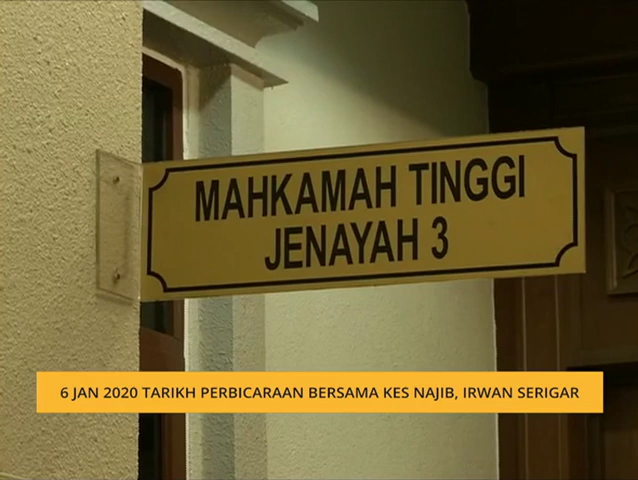 MAHKAMAH TINGGI
JENAYAH 3
6 JAN 2020 TARIKH PERBICARAAN BERSAMA KES NAJIB, IRWAN SERIGAR